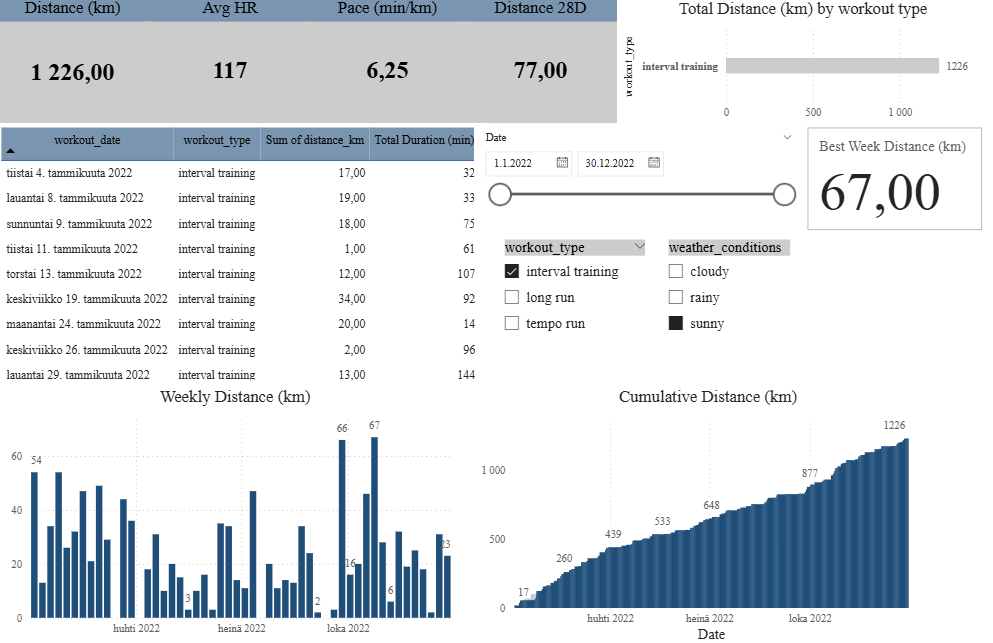 Distance (km) Avg HR Pace (min/km) Distance 28D
1 226,00 117 6,25 77,00
Total Distance (km) by workout type
workout_type
interval training 1226
0 500 1 000
workout_date workout_type Sum of distance_km Total Duration (min)
tiistai 4. tammikuuta 2022 interval training 17,00 32
lauantai 8. tammikuuta 2022 interval training 19,00 33
sunnuntai 9. tammikuuta 2022 interval training 18,00 75
tiistai 11. tammikuuta 2022 interval training 1,00 61
torstai 13. tammikuuta 2022 interval training 12,00 107
keskiviikko 19. tammikuuta 2022 interval training 34,00 92
maanantai 24. tammikuuta 2022 interval training 20,00 14
keskiviikko 26. tammikuuta 2022 interval training 2,00 96
lauantai 29. tammikuuta 2022 interval training 13,00 144
Date
1.1.2022 30.12.2022
Best Week Distance (km)
67,00
workout_type
interval training
long run
tempo run
weather_conditions
cloudy
rainy
sunny
Weekly Distance (km)
60
40
20
0
54
3
2
66
16
67
6
23
huhti 2022 heinä 2022 loka 2022
Cumulative Distance (km)
1 000
500
0
17
260
439
533
648
877
1226
huhti 2022 heinä 2022 loka 2022
Date